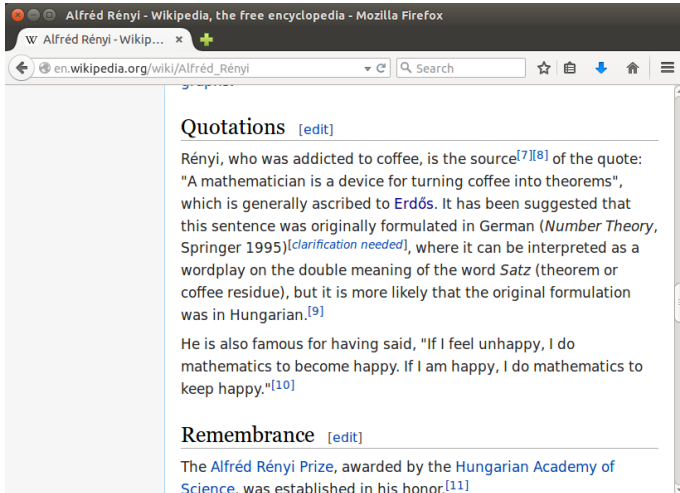 Alfréd Rényi - Wikipedia, the free encyclopedia - Mozilla Firefox
W Alfréd Rényi - Wikip...
en.wikipedia.org/wiki/Alfréd_Rényi
Search
Quotations [edit]
Rényi, who was addicted to coffee, is the source[7][8] of the quote:
"A mathematician is a device for turning coffee into theorems",
which is generally ascribed to Erdős. It has been suggested that
this sentence was originally formulated in German (Number Theory,
Springer 1995)[clarification needed], where it can be interpreted as a
wordplay on the double meaning of the word Satz (theorem or
coffee residue), but it is more likely that the original formulation
was in Hungarian.[9]
He is also famous for having said, "If I feel unhappy, I do
mathematics to become happy. If I am happy, I do mathematics to
keep happy."[10]
Remembrance [edit]
The Alfréd Rényi Prize, awarded by the Hungarian Academy of
Science, was established in his honor.[11]